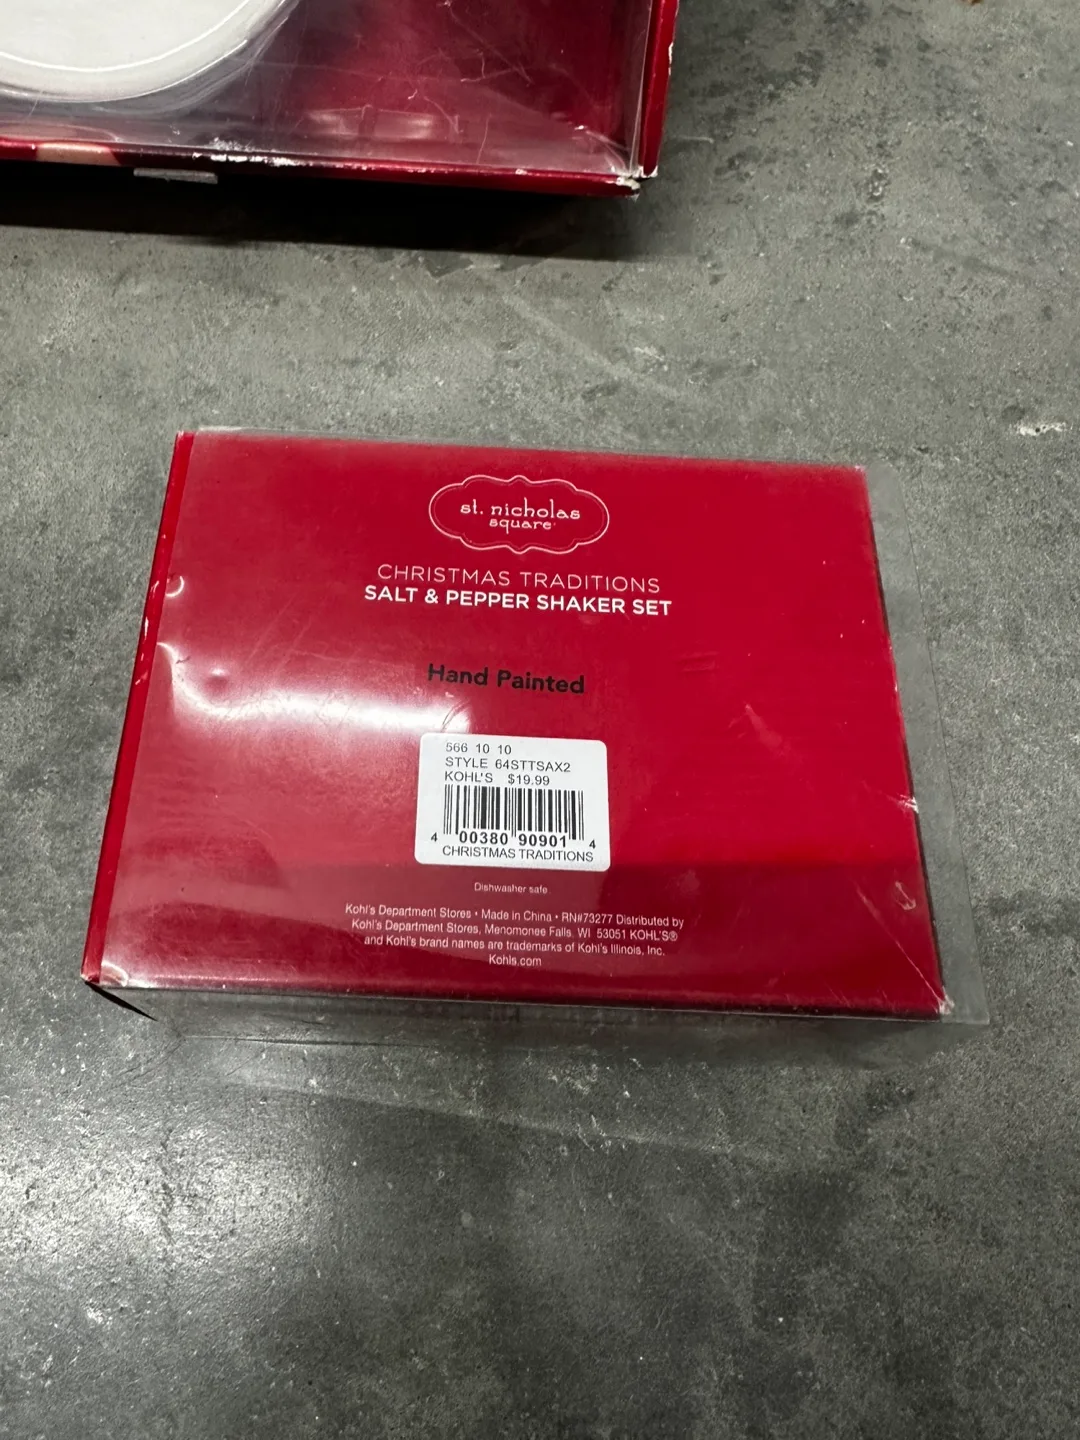 st. nicholas
square
CHRISTMAS TRADITIONS
SALT & PEPPER SHAKER SET
Hand Painted
566 10 10
STYLE 64STTSAX2
KOHL'S $19.99
4 00380 90901 4
CHRISTMAS TRADITIONS
Dishwasher safe
Kohl's Department Stores • Made in China • RN#73277 Distributed by
Kohl's Department Stores, Menomonee Falls, WI 53051 KOHL'S®
and Kohl's brand names are trademarks of Kohl's Illinois, Inc.
Kohls.com